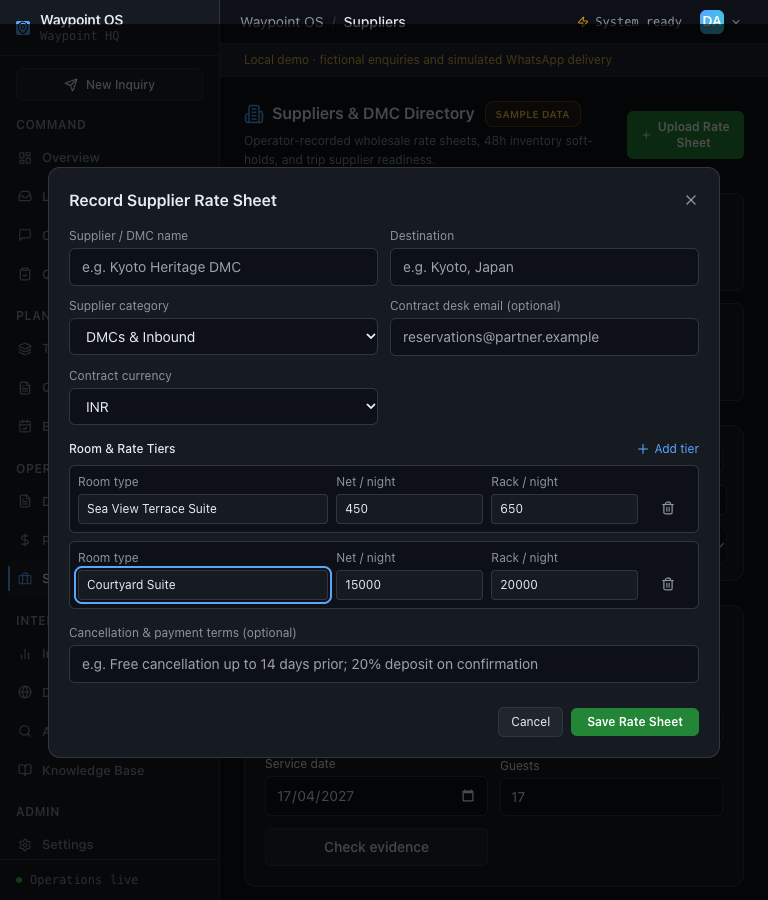 Waypoint OS
Waypoint HQ
Waypoint OS / Suppliers
System ready
DA
Local demo · fictional enquiries and simulated WhatsApp delivery
New Inquiry
COMMAND
Overview
Suppliers & DMC Directory
SAMPLE DATA
Operator-recorded wholesale rate sheets, 48h inventory soft-
holds, and trip supplier readiness.
+ Upload Rate
Sheet
Record Supplier Rate Sheet
Supplier / DMC name
Destination
e.g. Kyoto Heritage DMC
e.g. Kyoto, Japan
Supplier category
Contract desk email (optional)
DMCs & Inbound
reservations@partner.example
Contract currency
INR
Room & Rate Tiers
+ Add tier
Room type
Net / night
Rack / night
Sea View Terrace Suite
450
650
Room type
Net / night
Rack / night
Courtyard Suite
15000
20000
Cancellation & payment terms (optional)
e.g. Free cancellation up to 14 days prior; 20% deposit on confirmation
Cancel
Save Rate Sheet
PLAN
OPER
INTE
Knowledge Base
ADMIN
Settings
Operations live
Service date
Guests
17/04/2027
17
Check evidence